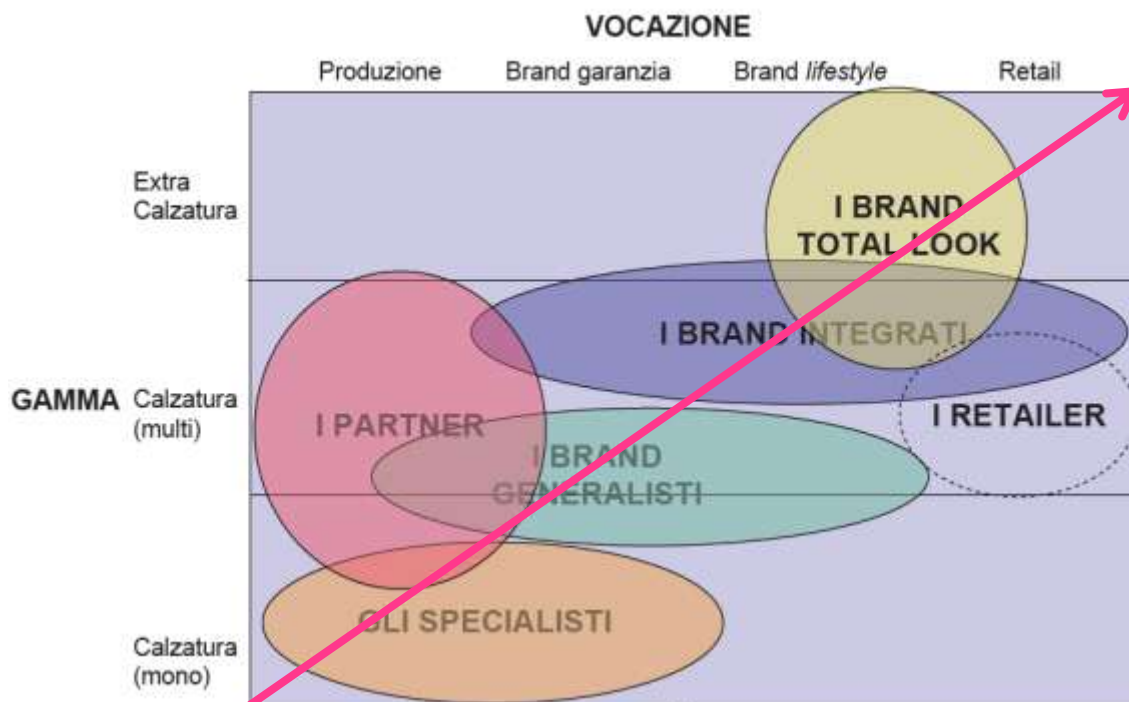 VOCAZIONE
Produzione Brand garanzia Brand lifestyle Retail
Extra
Calzatura
I BRAND
TOTAL LOOK
I BRAND INTEGRATI
GAMMA
Calzatura
(multi)
I PARTNER
I RETAILER
I BRAND
GENERALISTI
GLI SPECIALISTI
Calzatura
(mono)